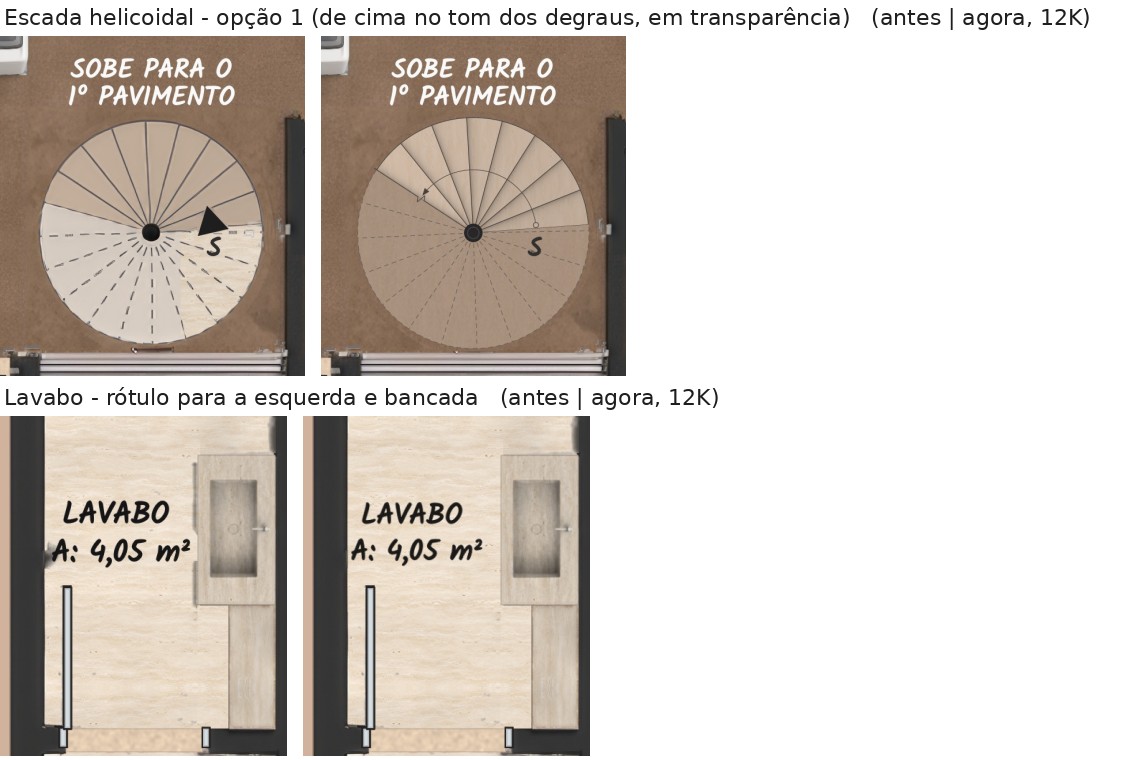 Escada helicoidal - opção 1 (de cima no tom dos degraus, em transparência)   (antes | agora, 12K)
SOBE PARA O
1º PAVIMENTO
S
SOBE PARA O
1º PAVIMENTO
S
Lavabo - rótulo para a esquerda e bancada   (antes | agora, 12K)
LAVABO
A: 4,05 m²
LAVABO
A: 4,05 m²